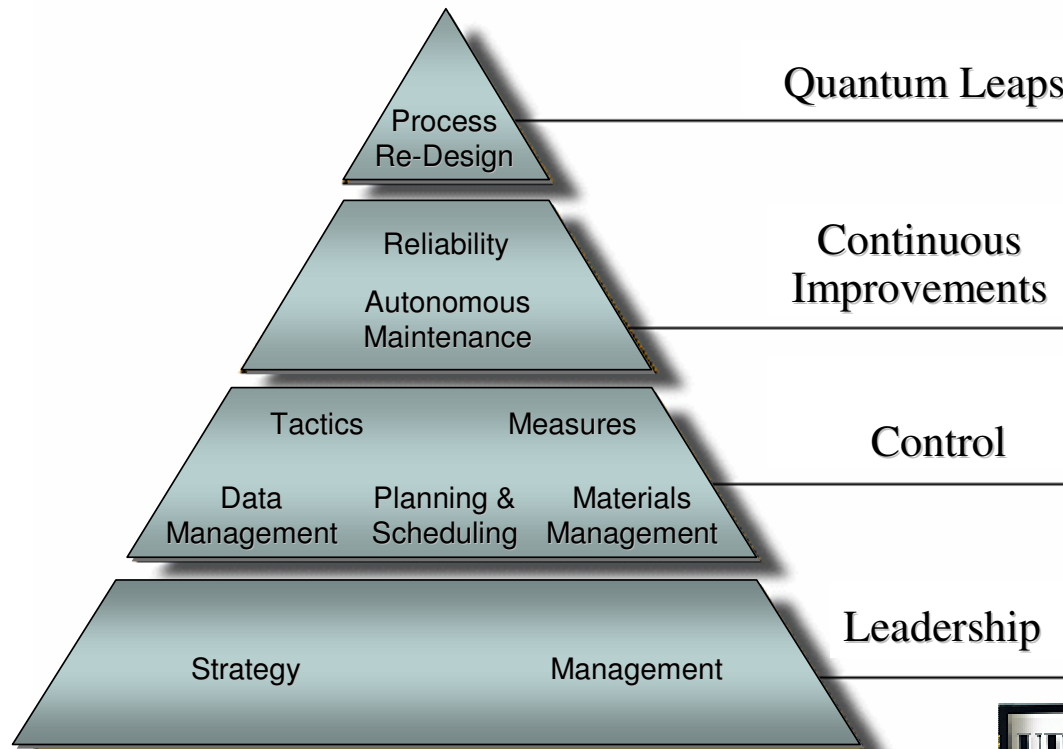 Quantum Leaps
Process
Re-Design
Continuous
Improvements
Reliability
Autonomous
Maintenance
Control
Tactics Measures
Data Planning & Materials
Management Scheduling Management
Leadership
Strategy Management